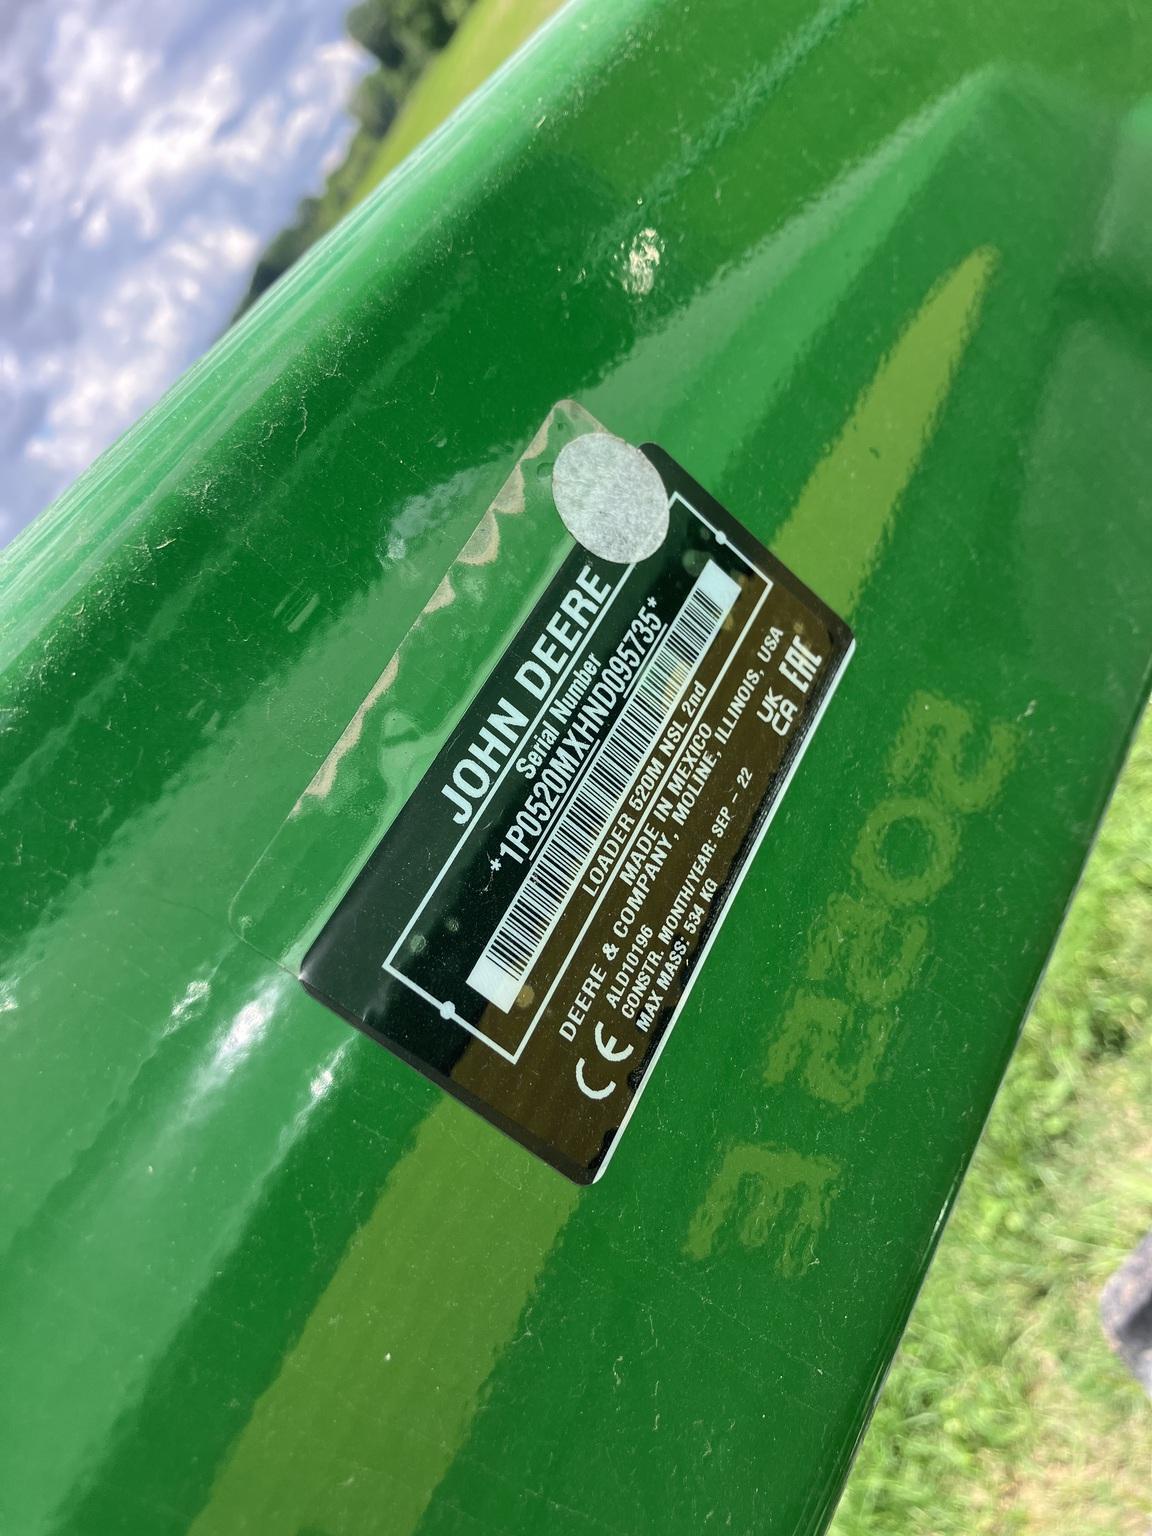 JOHN DEERE
Serial Number
*1P0520MXHND095735*
LOADER 520M NSL 2nd
MADE IN MEXICO
DEERE & COMPANY, MOLINE, ILLINOIS, USA
ALD10196
CONSTR. MONTH/YEAR: SEP - 22
MAX MASS: 534 KG
CE
UK
CA
EAC